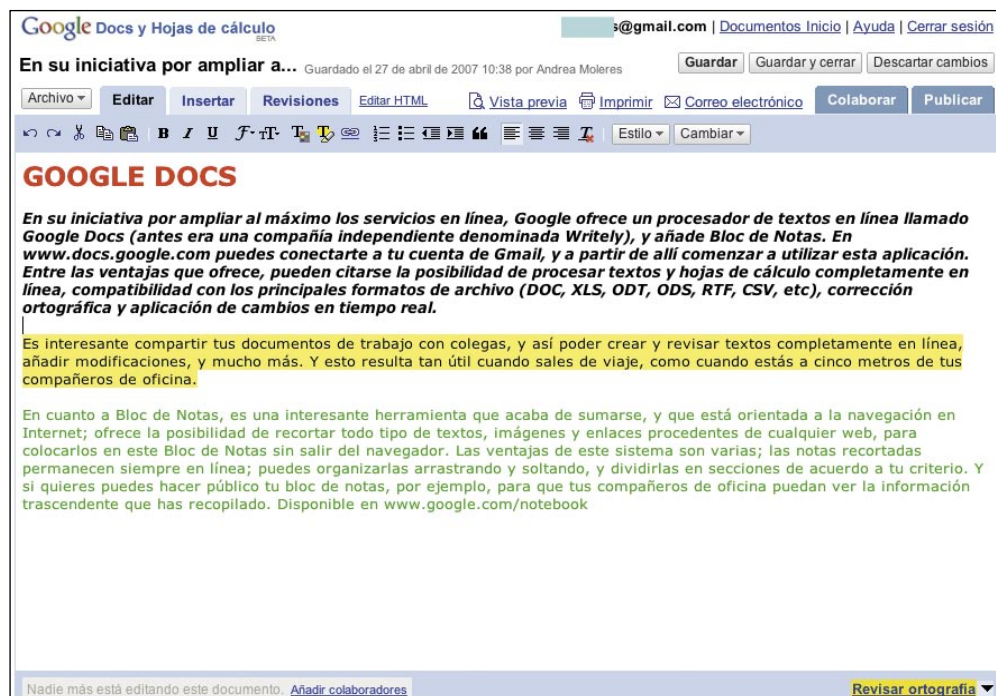 Google Docs y Hojas de cálculo
BETA
s@gmail.com | Documentos Inicio | Ayuda | Cerrar sesión
En su iniciativa por ampliar a... Guardado el 27 de abril de 2007 10:38 por Andrea Moleres
Guardar Guardar y cerrar Descartar cambios
Archivo Editar Insertar Revisiones Editar HTML Vista previa Imprimir Correo electrónico Colaborar Publicar
B I U Estilo Cambiar
GOOGLE DOCS
En su iniciativa por ampliar al máximo los servicios en línea, Google ofrece un procesador de textos en línea llamado
Google Docs (antes era una compañía independiente denominada Writely), y añade Bloc de Notas. En
www.docs.google.com puedes conectarte a tu cuenta de Gmail, y a partir de allí comenzar a utilizar esta aplicación.
Entre las ventajas que ofrece, pueden citarse la posibilidad de procesar textos y hojas de cálculo completamente en
línea, compatibilidad con los principales formatos de archivo (DOC, XLS, ODT, ODS, RTF, CSV, etc), corrección
ortográfica y aplicación de cambios en tiempo real.
Es interesante compartir tus documentos de trabajo con colegas, y así poder crear y revisar textos completamente en línea,
añadir modificaciones, y mucho más. Y esto resulta tan útil cuando sales de viaje, como cuando estás a cinco metros de tus
compañeros de oficina.
En cuanto a Bloc de Notas, es una interesante herramienta que acaba de sumarse, y que está orientada a la navegación en
Internet; ofrece la posibilidad de recortar todo tipo de textos, imágenes y enlaces procedentes de cualquier web, para
colocarlos en este Bloc de Notas sin salir del navegador. Las ventajas de este sistema son varias; las notas recortadas
permanecen siempre en línea; puedes organizarlas arrastrando y soltando, y dividirlas en secciones de acuerdo a tu criterio. Y
si quieres puedes hacer público tu bloc de notas, por ejemplo, para que tus compañeros de oficina puedan ver la información
trascendente que has recopilado. Disponible en www.google.com/notebook
Nadie más está editando este documento. Añadir colaboradores
Revisar ortografía